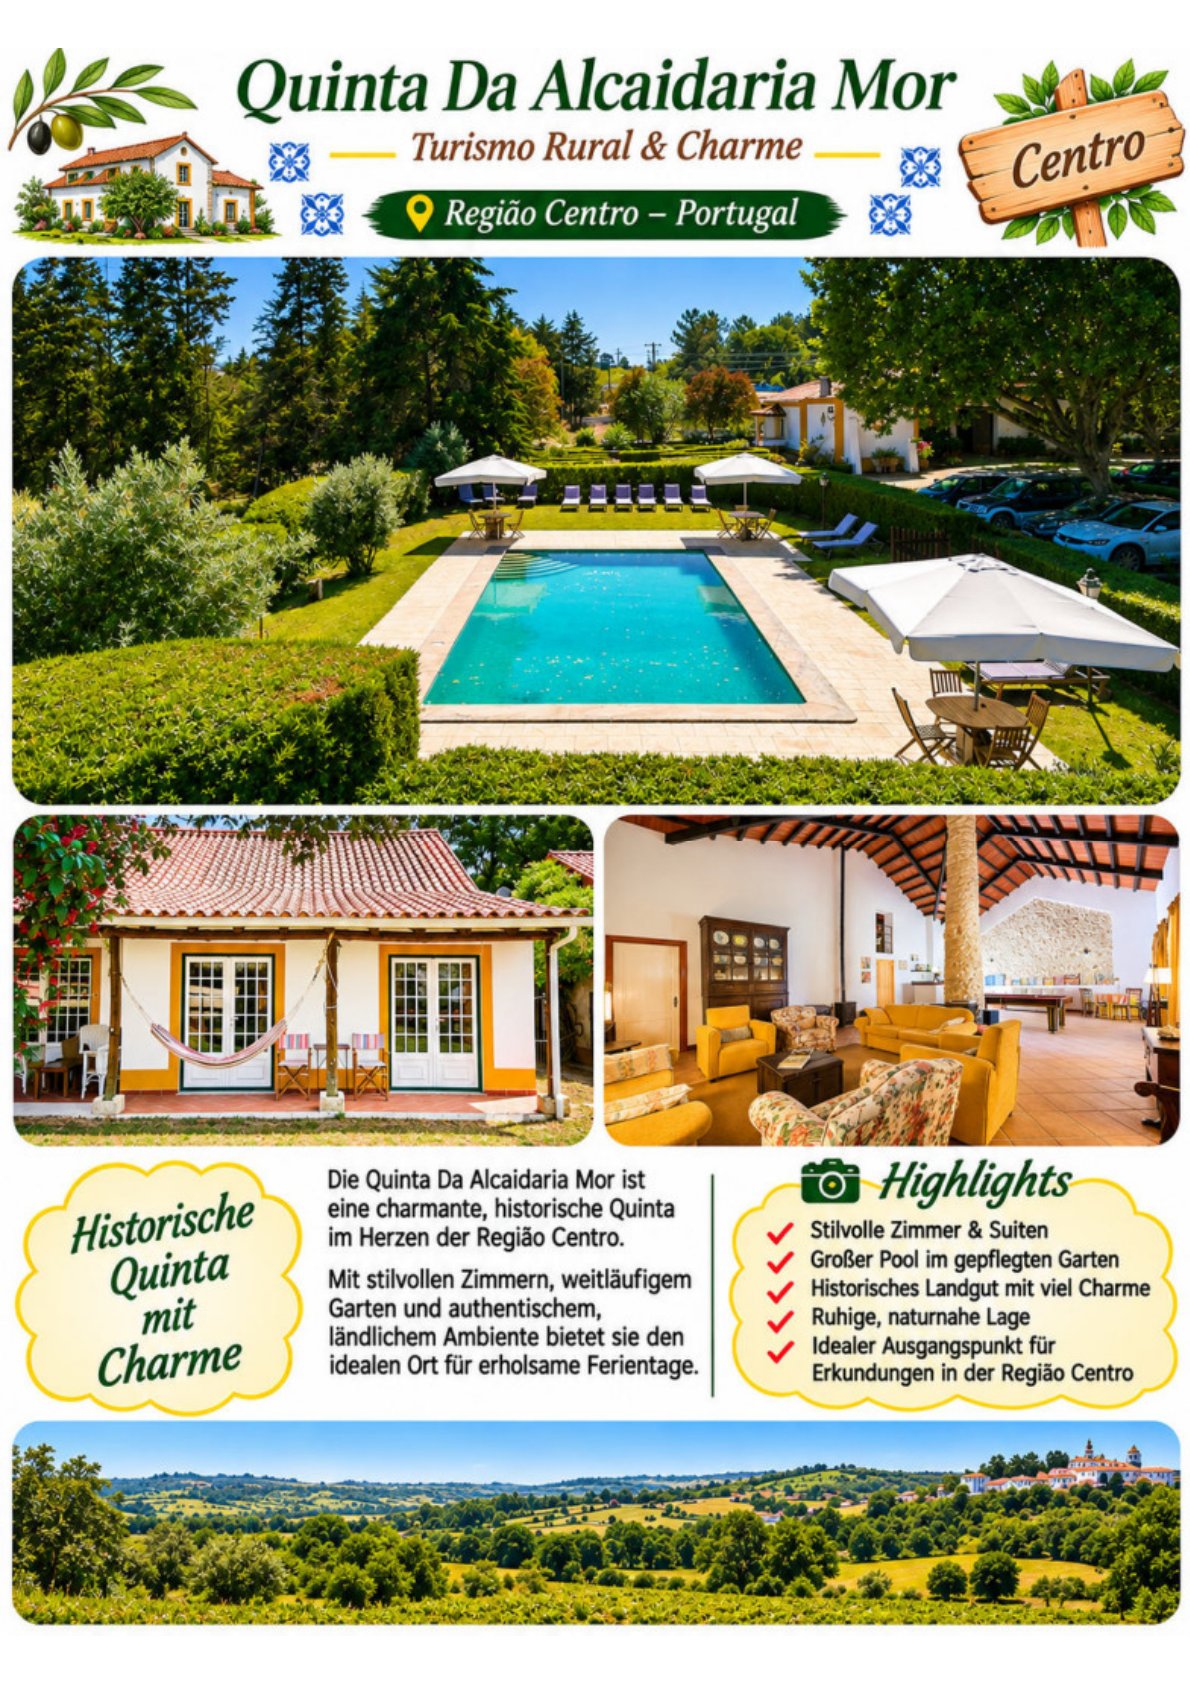 Quinta Da Alcaidaria Mor
Turismo Rural & Charme
Centro
Região Centro – Portugal
Historische
Quinta
mit
Charme
Die Quinta Da Alcaidaria Mor ist
eine charmante, historische Quinta
im Herzen der Região Centro.
Mit stilvollen Zimmern, weitläufigem
Garten und authentischem,
ländlichem Ambiente bietet sie den
idealen Ort für erholsame Ferientage.
Highlights
Stilvolle Zimmer & Suiten
Großer Pool im gepflegten Garten
Historisches Landgut mit viel Charme
Ruhige, naturnahe Lage
Idealer Ausgangspunkt für
Erkundungen in der Região Centro